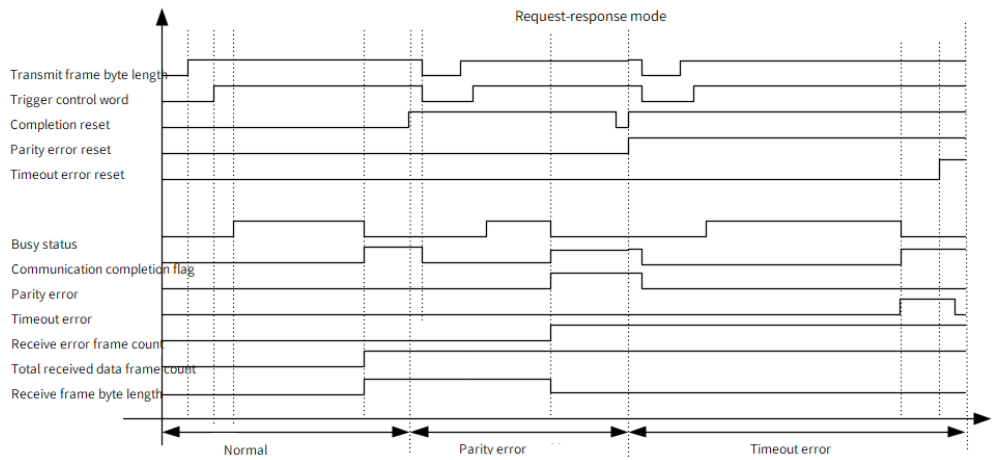 Request-response mode
Transmit frame byte length
Trigger control word
Completion reset
Parity error reset
Timeout error reset
Busy status
Communication completion flag
Parity error
Timeout error
Receive error frame count
Total received data frame count
Receive frame byte length
Normal
Parity error
Timeout error